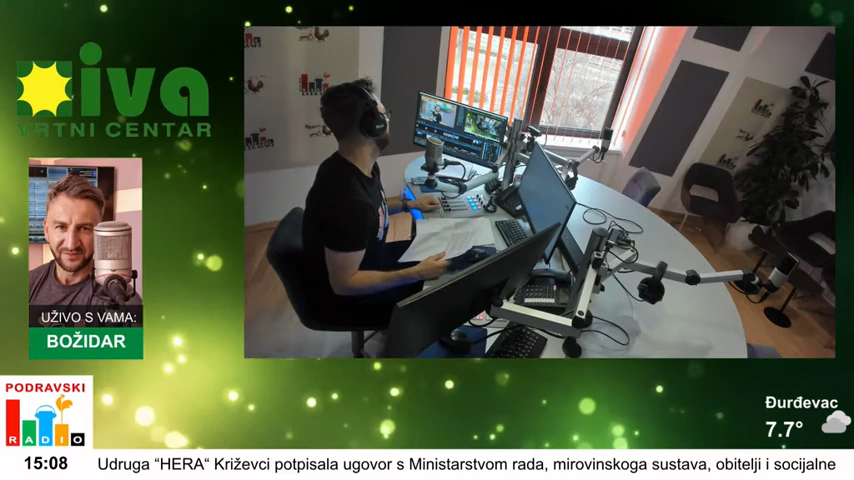 niva
VRTNI CENTAR
UŽIVO S VAMA:
BOŽIDAR
PODRAVSKI
RADIO
Đurđevac
7.7°
15:08
Udruga “HERA“ Križevci potpisala ugovor s Ministarstvom rada, mirovinskoga sustava, obitelji i socijalne